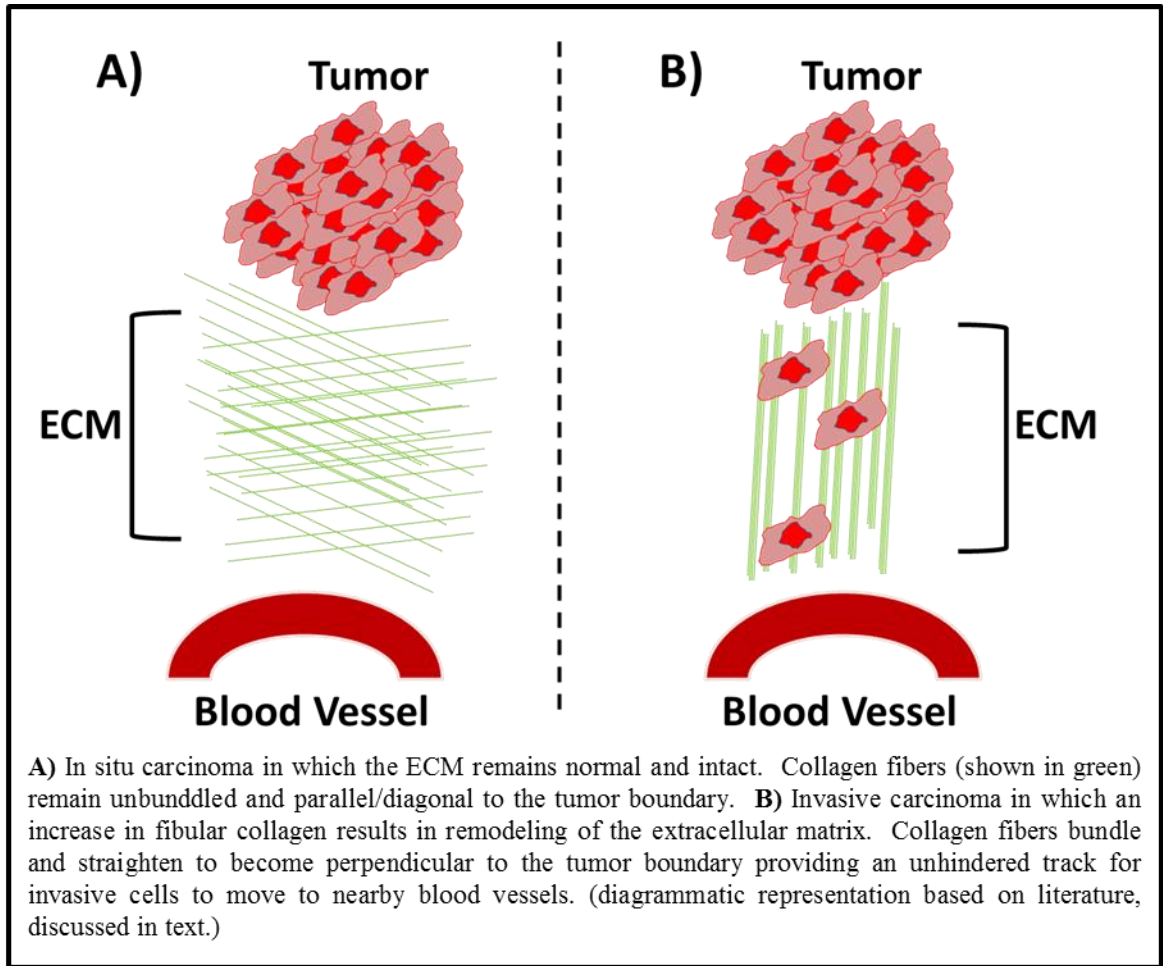 A)
Tumor
ECM
Blood Vessel
B)
Tumor
ECM
Blood Vessel
A) In situ carcinoma in which the ECM remains normal and intact. Collagen fibers (shown in green)
remain unbunddled and parallel/diagonal to the tumor boundary. B) Invasive carcinoma in which an
increase in fibular collagen results in remodeling of the extracellular matrix. Collagen fibers bundle
and straighten to become perpendicular to the tumor boundary providing an unhindered track for
invasive cells to move to nearby blood vessels. (diagrammatic representation based on literature,
discussed in text.)